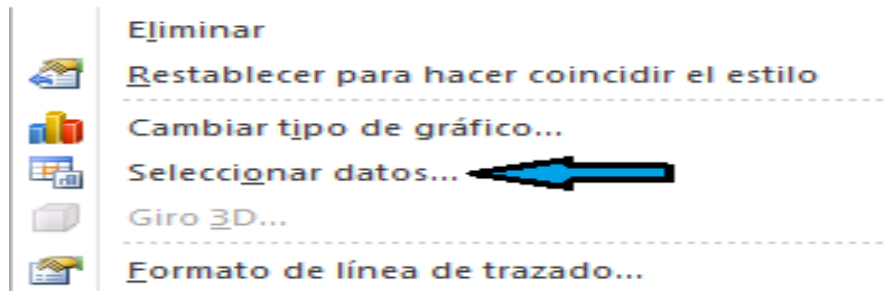 Eliminar
Restablecer para hacer coincidir el estilo
Cambiar tipo de gráfico...
Seleccionar datos...
Giro 3D...
Formato de línea de trazado...